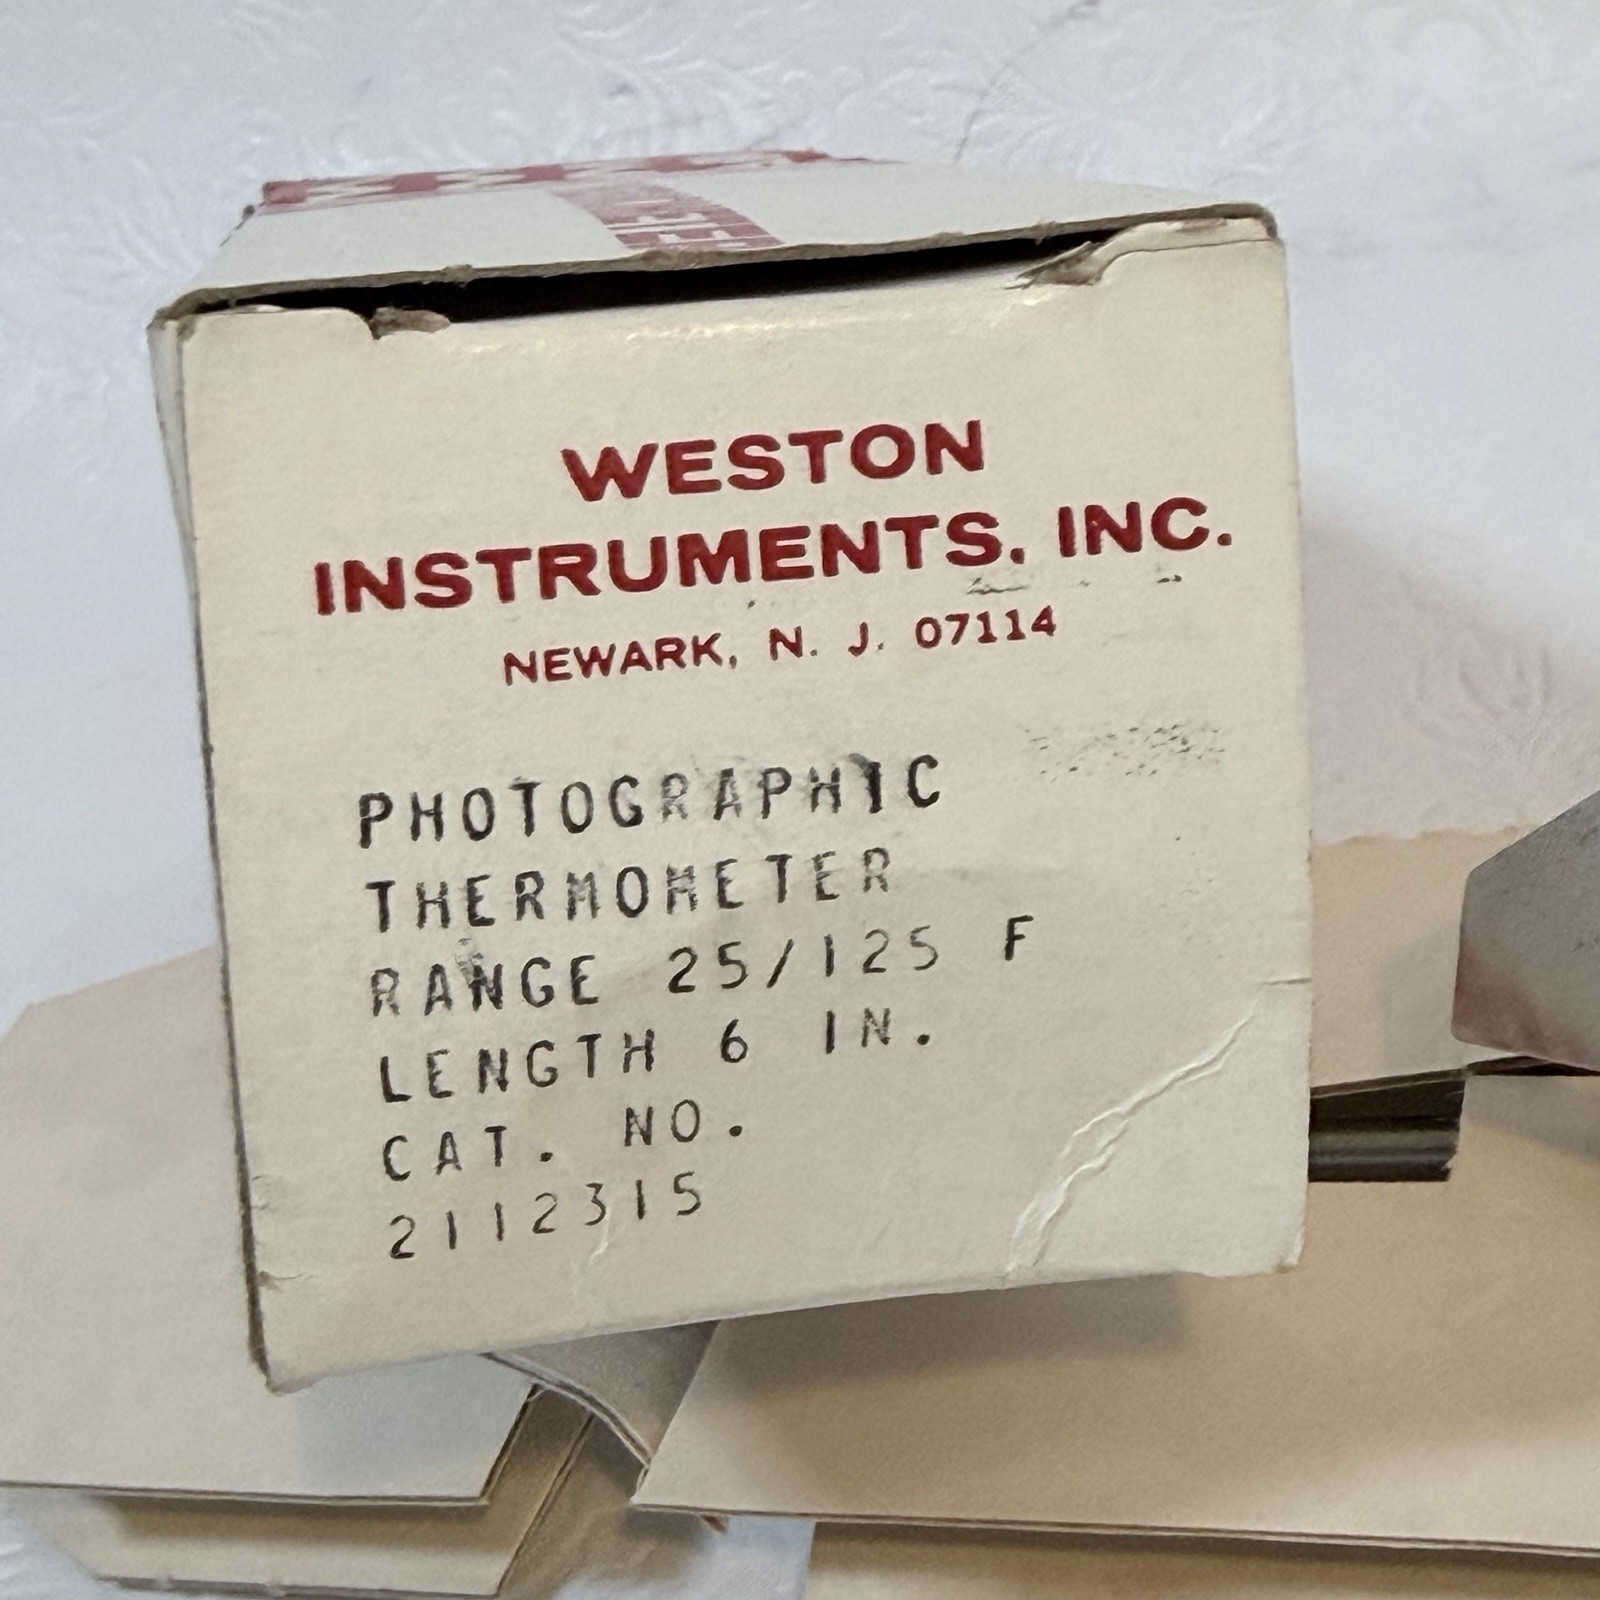 WESTON
INSTRUMENTS, INC.
NEWARK, N. J. 07114
PHOTOGRAPHIC
THERMOMETER
RANGE 25/125 F
LENGTH 6 IN.
CAT. NO.
2112315